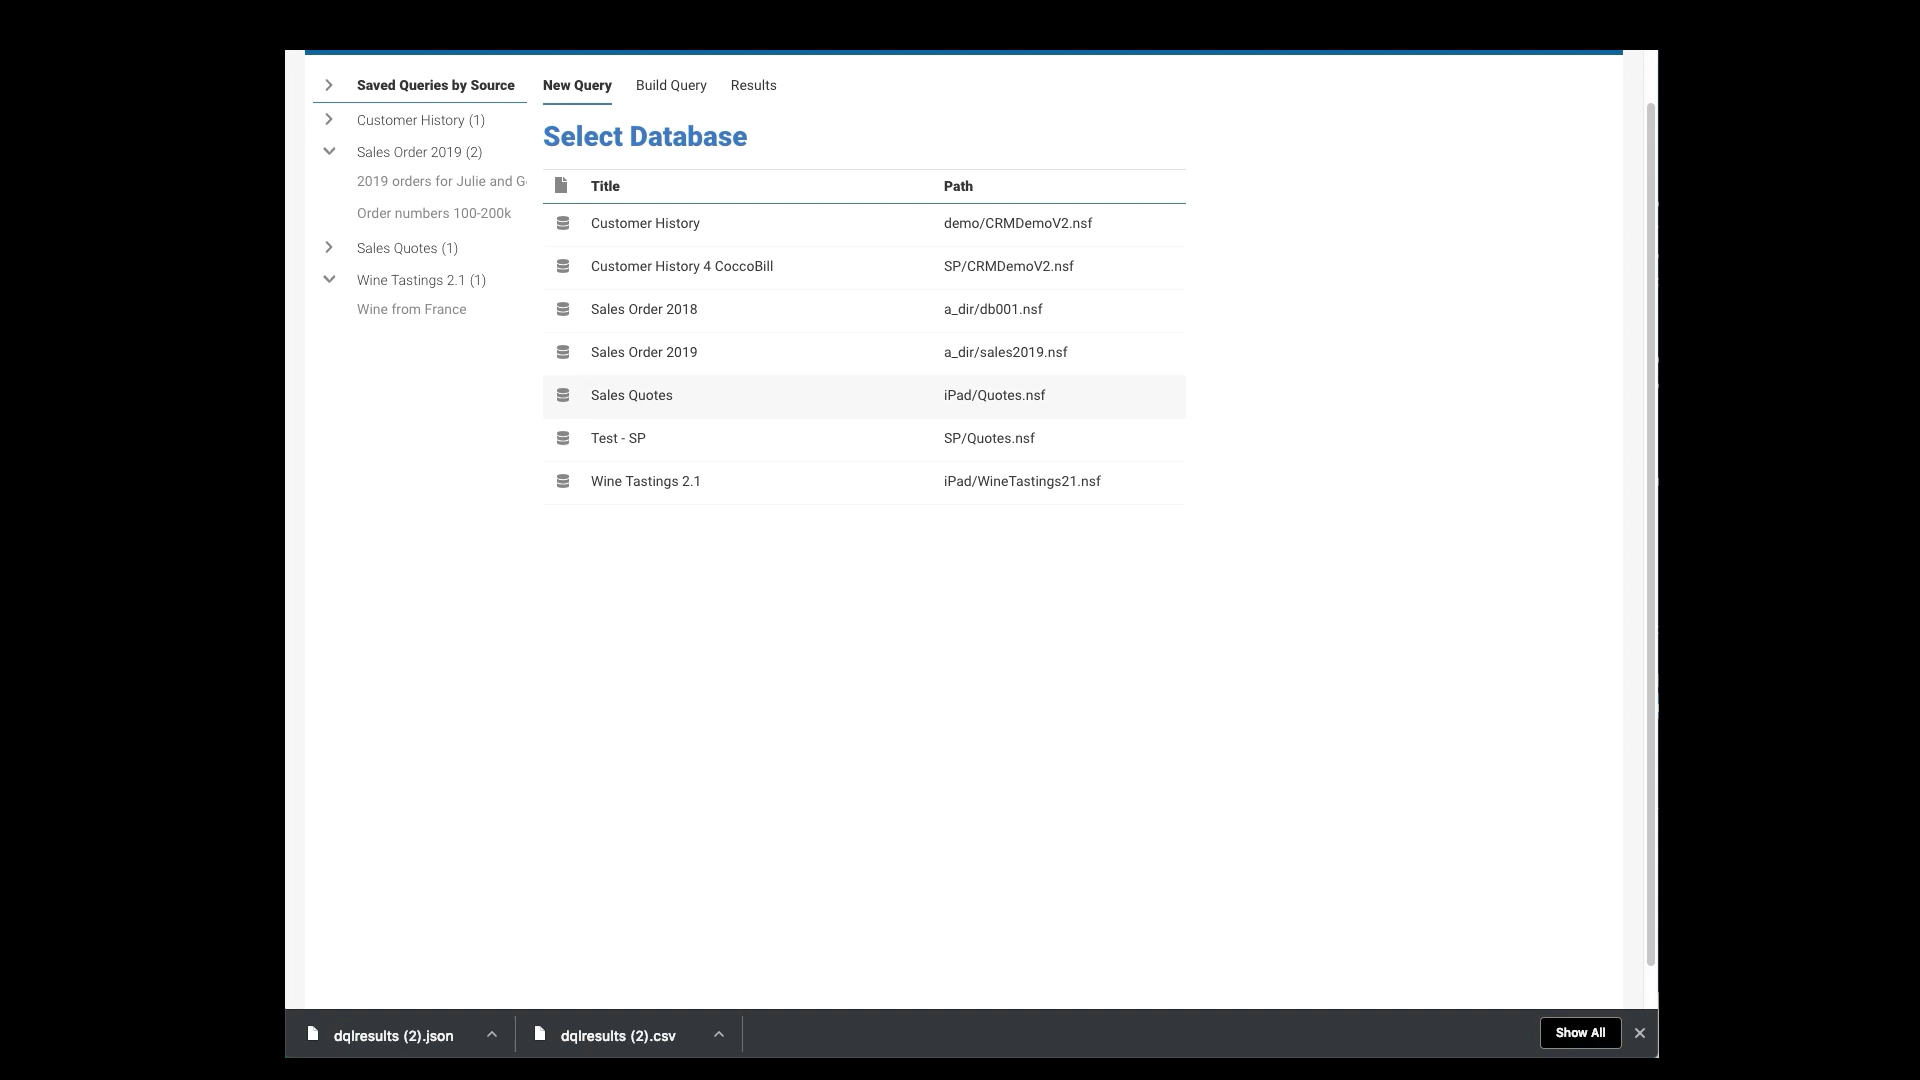 Saved Queries by Source
Customer History (1)
Sales Order 2019 (2)
2019 orders for Julie and G
Order numbers 100-200k
Sales Quotes (1)
Wine Tastings 2.1 (1)
Wine from France
New Query Build Query Results
Select Database
Title Path
Customer History demo/CRMDemoV2.nsf
Customer History 4 CoccoBill SP/CRMDemoV2.nsf
Sales Order 2018 a_dir/db001.nsf
Sales Order 2019 a_dir/sales2019.nsf
Sales Quotes iPad/Quotes.nsf
Test - SP SP/Quotes.nsf
Wine Tastings 2.1 iPad/WineTastings21.nsf
dqlresults (2).json dqlresults (2).csv Show All